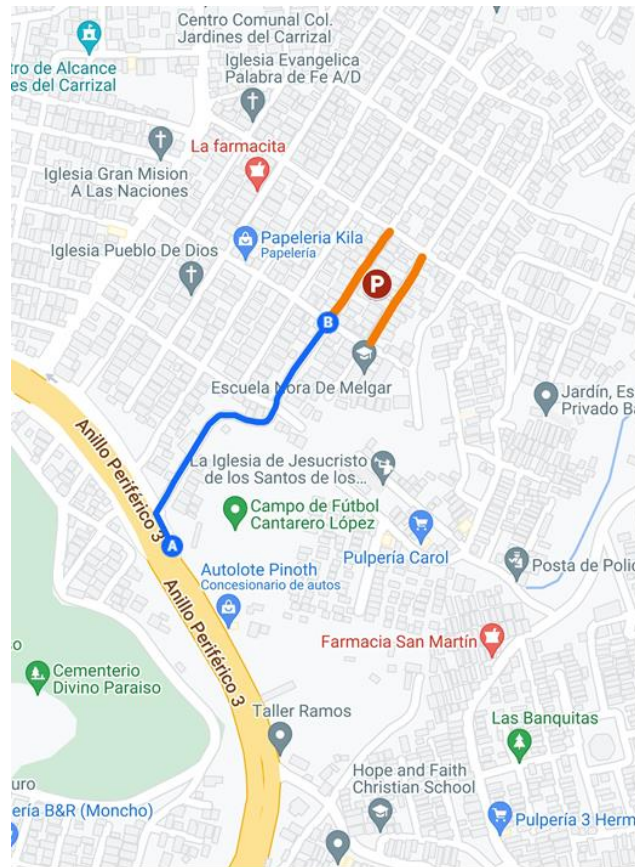 Centro Comunal Col.
Jardines del Carrizal
tro de Alcance
es del Carrizal
Iglesia Evangelica
Palabra de Fe A/D
La farmacita
Iglesia Gran Mision
A Las Naciones
Papeleria Kila
Papelería
Iglesia Pueblo De Dios
P
B
Escuela Nora De Melgar
Jardín, Es
Privado Ba
Anillo Periférico 3
La Iglesia de Jesucristo
de los Santos de los...
Campo de Fútbol
Cantarero López
A
Pulpería Carol
Autolote Pinoth
Concesionario de autos
Posta de Polic
Anillo Periférico 3
Farmacia San Martín
so
Cementerio
Divino Paraiso
Taller Ramos
Las Banquitas
Hope and Faith
Christian School
uro
ería B&R (Moncho)
Pulpería 3 Herm